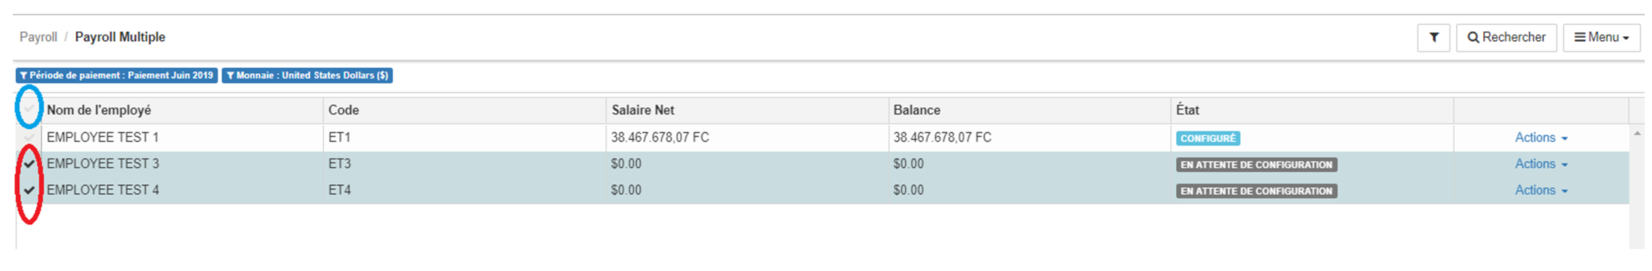 Payroll / Payroll Multiple Rechercher Menu
Période de paiement : Paiement Juin 2019 Monnaie : United States Dollars ($)
Nom de l'employé Code Salaire Net Balance État
EMPLOYEE TEST 1 ET1 38.467.678,07 FC 38.467.678,07 FC CONFIGURÉ Actions
EMPLOYEE TEST 3 ET3 $0.00 $0.00 EN ATTENTE DE CONFIGURATION Actions
EMPLOYEE TEST 4 ET4 $0.00 $0.00 EN ATTENTE DE CONFIGURATION Actions